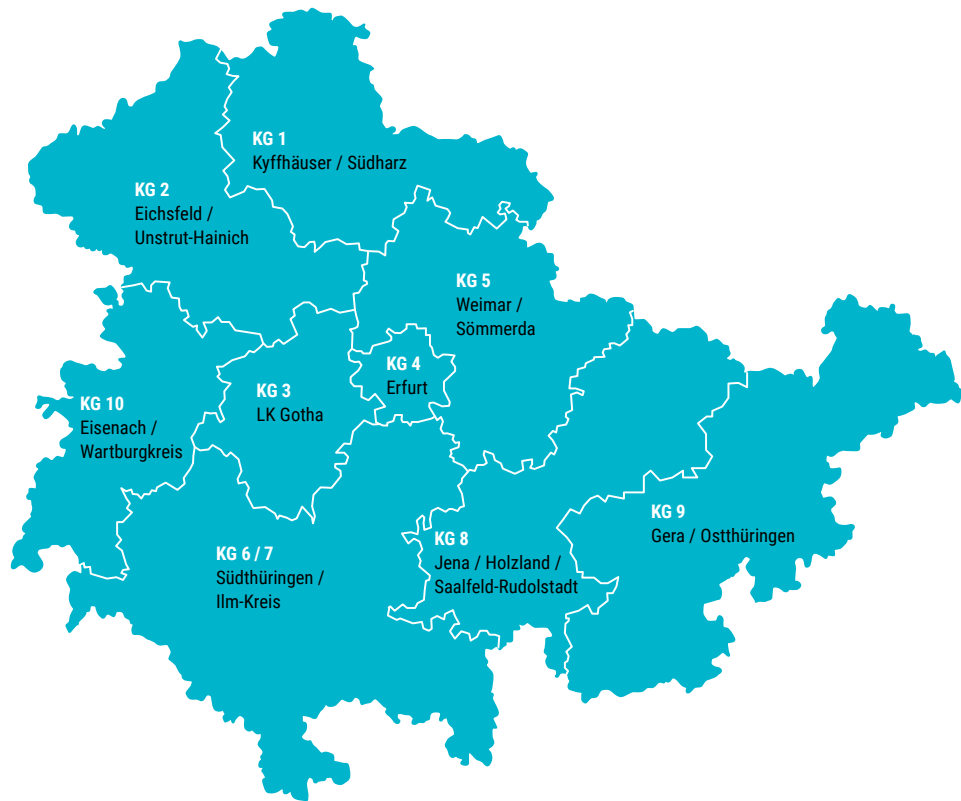 KG 1
Kyffhäuser / Südharz
KG 2
Eichsfeld /
Unstrut-Hainich
KG 5
Weimar /
Sömmerda
KG 4
Erfurt
KG 3
LK Gotha
KG 10
Eisenach /
Wartburgkreis
KG 9
Gera / Ostthüringen
KG 8
Jena / Holzland /
Saalfeld-Rudolstadt
KG 6 / 7
Südthüringen /
Ilm-Kreis